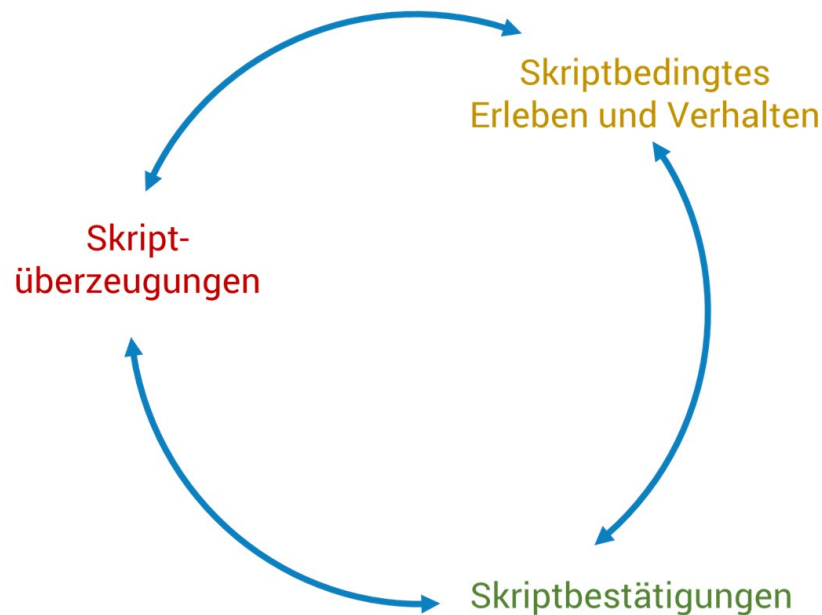 Skriptbedingtes
Erleben und Verhalten
Skript-
überzeugungen
Skriptbestätigungen